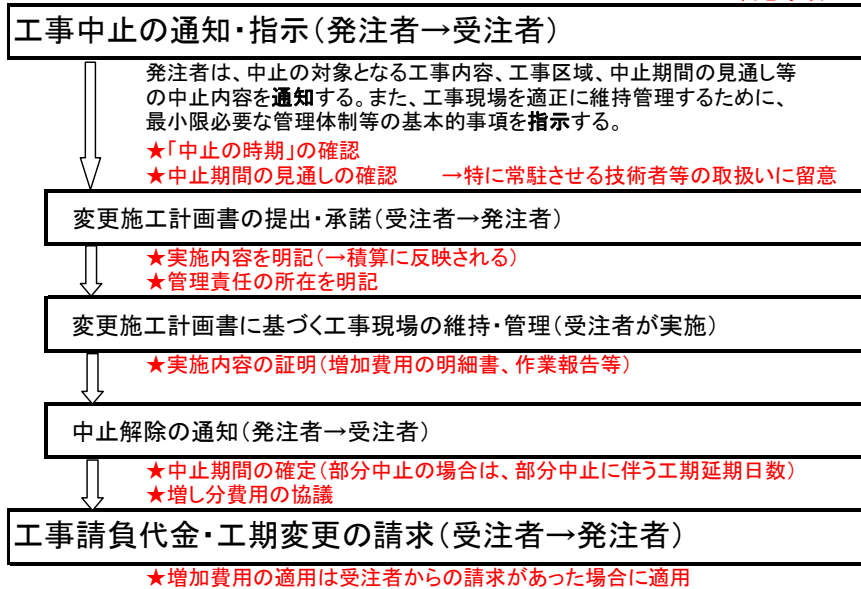 工事中止の通知・指示（発注者→受注者）
発注者は、中止の対象となる工事内容、工事区域、中止期間の見通し等
の中止内容を通知する。また、工事現場を適正に維持管理するために、
最小限必要な管理体制等の基本的事項を指示する。
★「中止の時期」の確認
★中止期間の見通しの確認　　→特に常駐させる技術者等の取扱いに留意
変更施工計画書の提出・承諾（受注者→発注者）
★実施内容を明記（→積算に反映される）
★管理責任の所在を明記
変更施工計画書に基づく工事現場の維持・管理（受注者が実施）
★実施内容の証明（増加費用の明細書、作業報告等）
中止解除の通知（発注者→受注者）
★中止期間の確定（部分中止の場合は、部分中止に伴う工期延期日数）
★増し分費用の協議
工事請負代金・工期変更の請求（受注者→発注者）
★増加費用の適用は受注者からの請求があった場合に適用